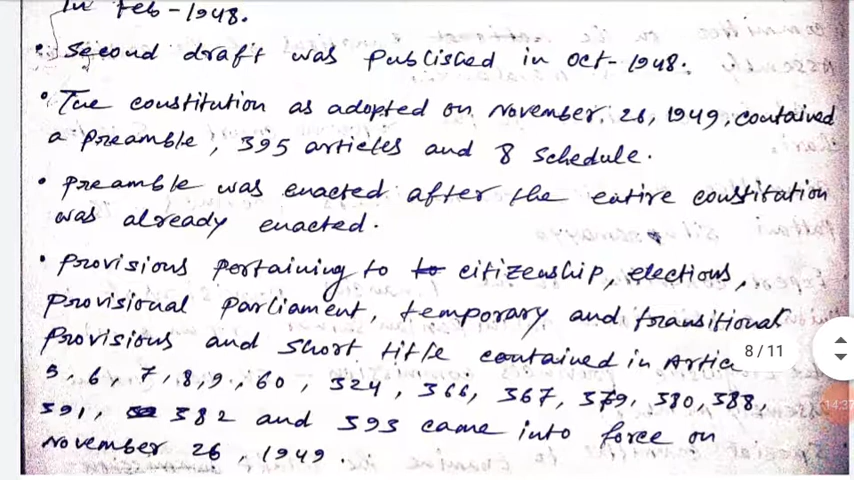 In Feb-1948.
• Second draft was published in Oct-1948.
• The constitution as adopted on November, 26, 1949, contained
a preamble, 395 articles and 8 schedule.
• preamble was enacted after the entire constitution
was already enacted.
• provisions pertaining to to citizenship, elections,
provisional parliament, temporary and transitional
provisions and short title contained in Artic
8/11
5, 6, 7, 8, 9, 60, 324, 366, 367, 379, 380, 388,
14:37
391, 382 and 393 came into force on
November 26, 1949.